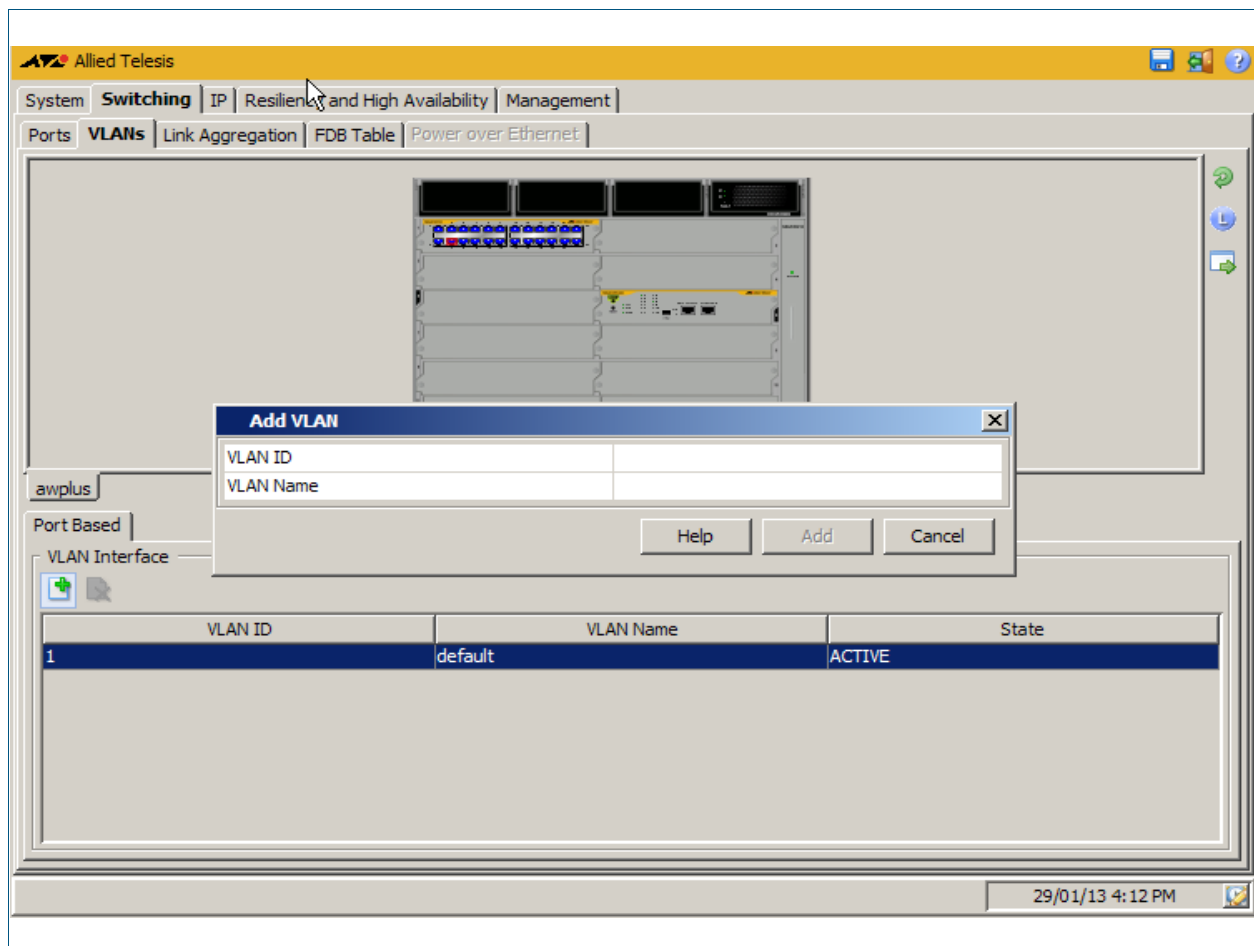 Allied Telesis
System Switching IP Resiliency and High Availability Management
Ports VLANs Link Aggregation FDB Table Power over Ethernet
Add VLAN
VLAN ID
VLAN Name
Help Add Cancel
awplus
Port Based
VLAN Interface
VLAN ID VLAN Name State
1 default ACTIVE
29/01/13 4:12 PM